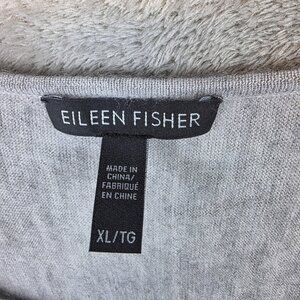 EILEEN FISHER
MADE IN
CHINA/
FABRIQUÉ
EN CHINE
XL/TG